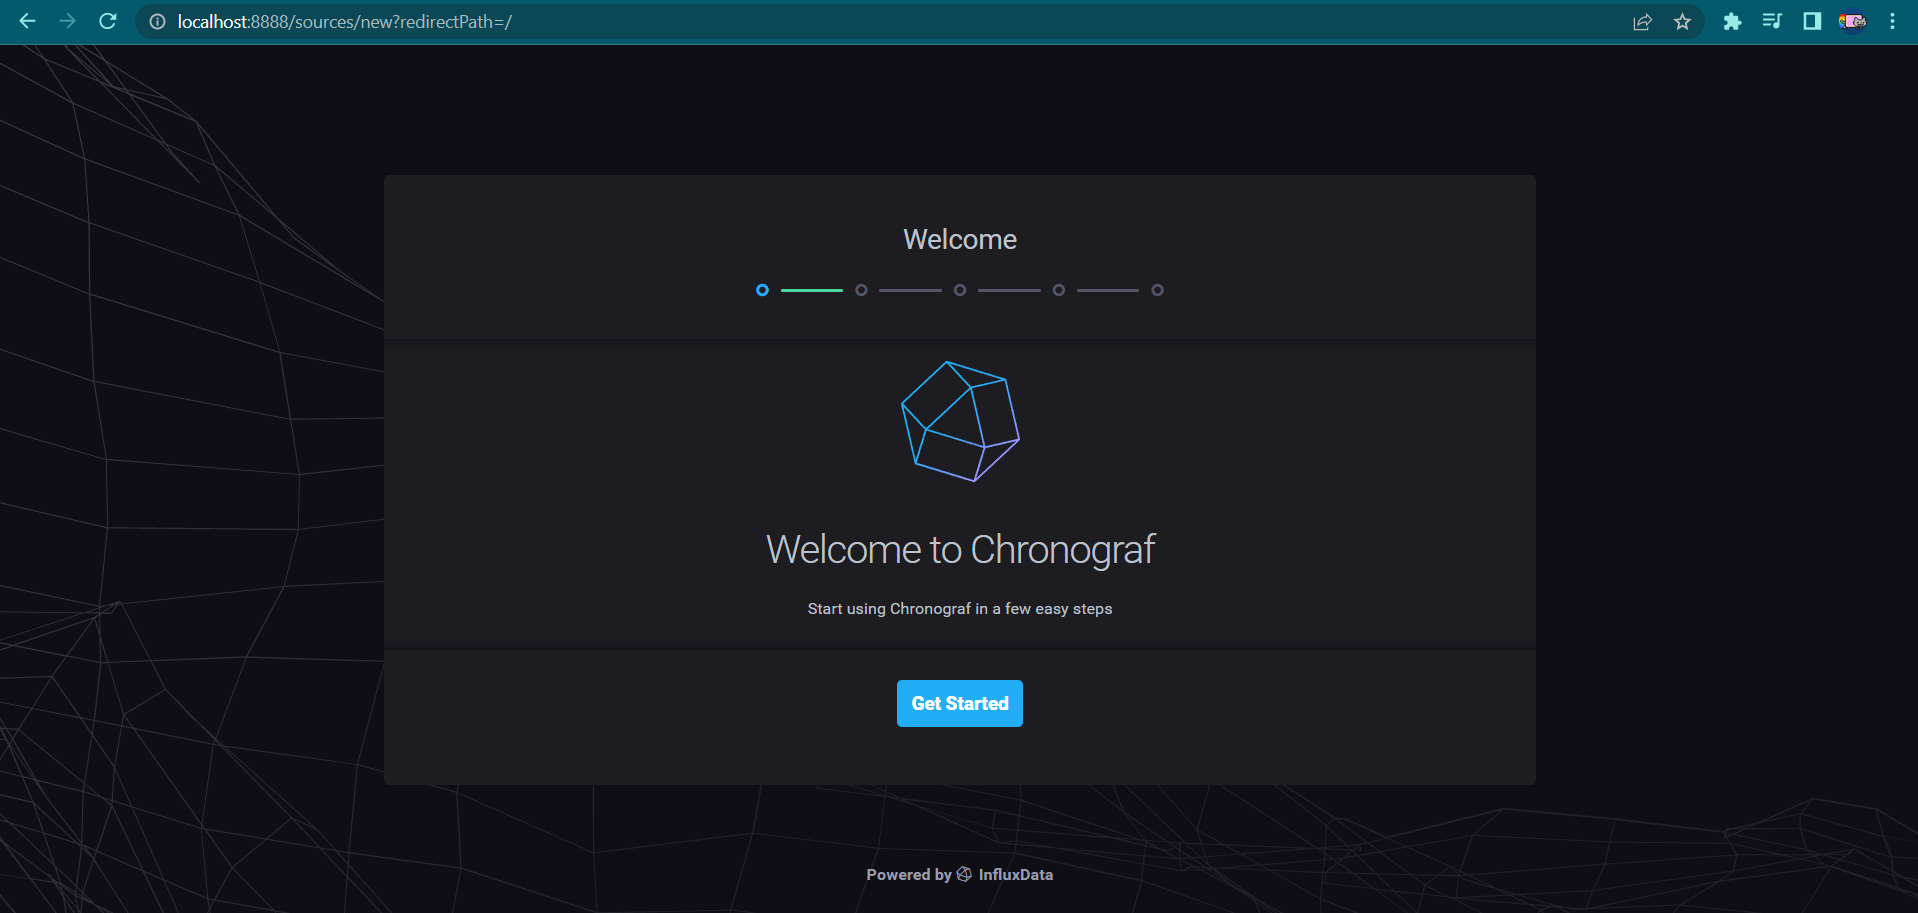 localhost:8888/sources/new?redirectPath=/
Welcome
Welcome to Chronograf
Start using Chronograf in a few easy steps
Get Started
Powered by InfluxData